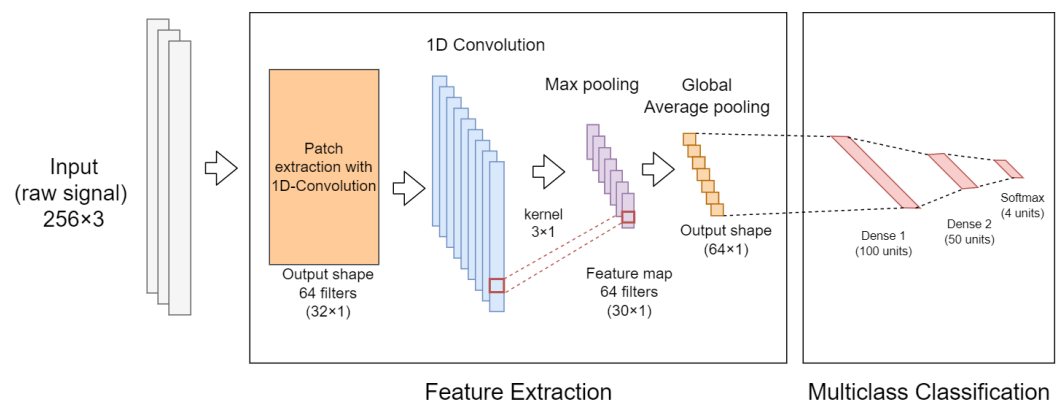 Input
(raw signal)
256×3
Patch
extraction with
1D-Convolution
Output shape
64 filters
(32×1)
1D Convolution
kernel
3×1
Max pooling
Feature map
64 filters
(30×1)
Global
Average pooling
Output shape
(64×1)
Dense 1
(100 units)
Dense 2
(50 units)
Softmax
(4 units)
Feature Extraction
Multiclass Classification